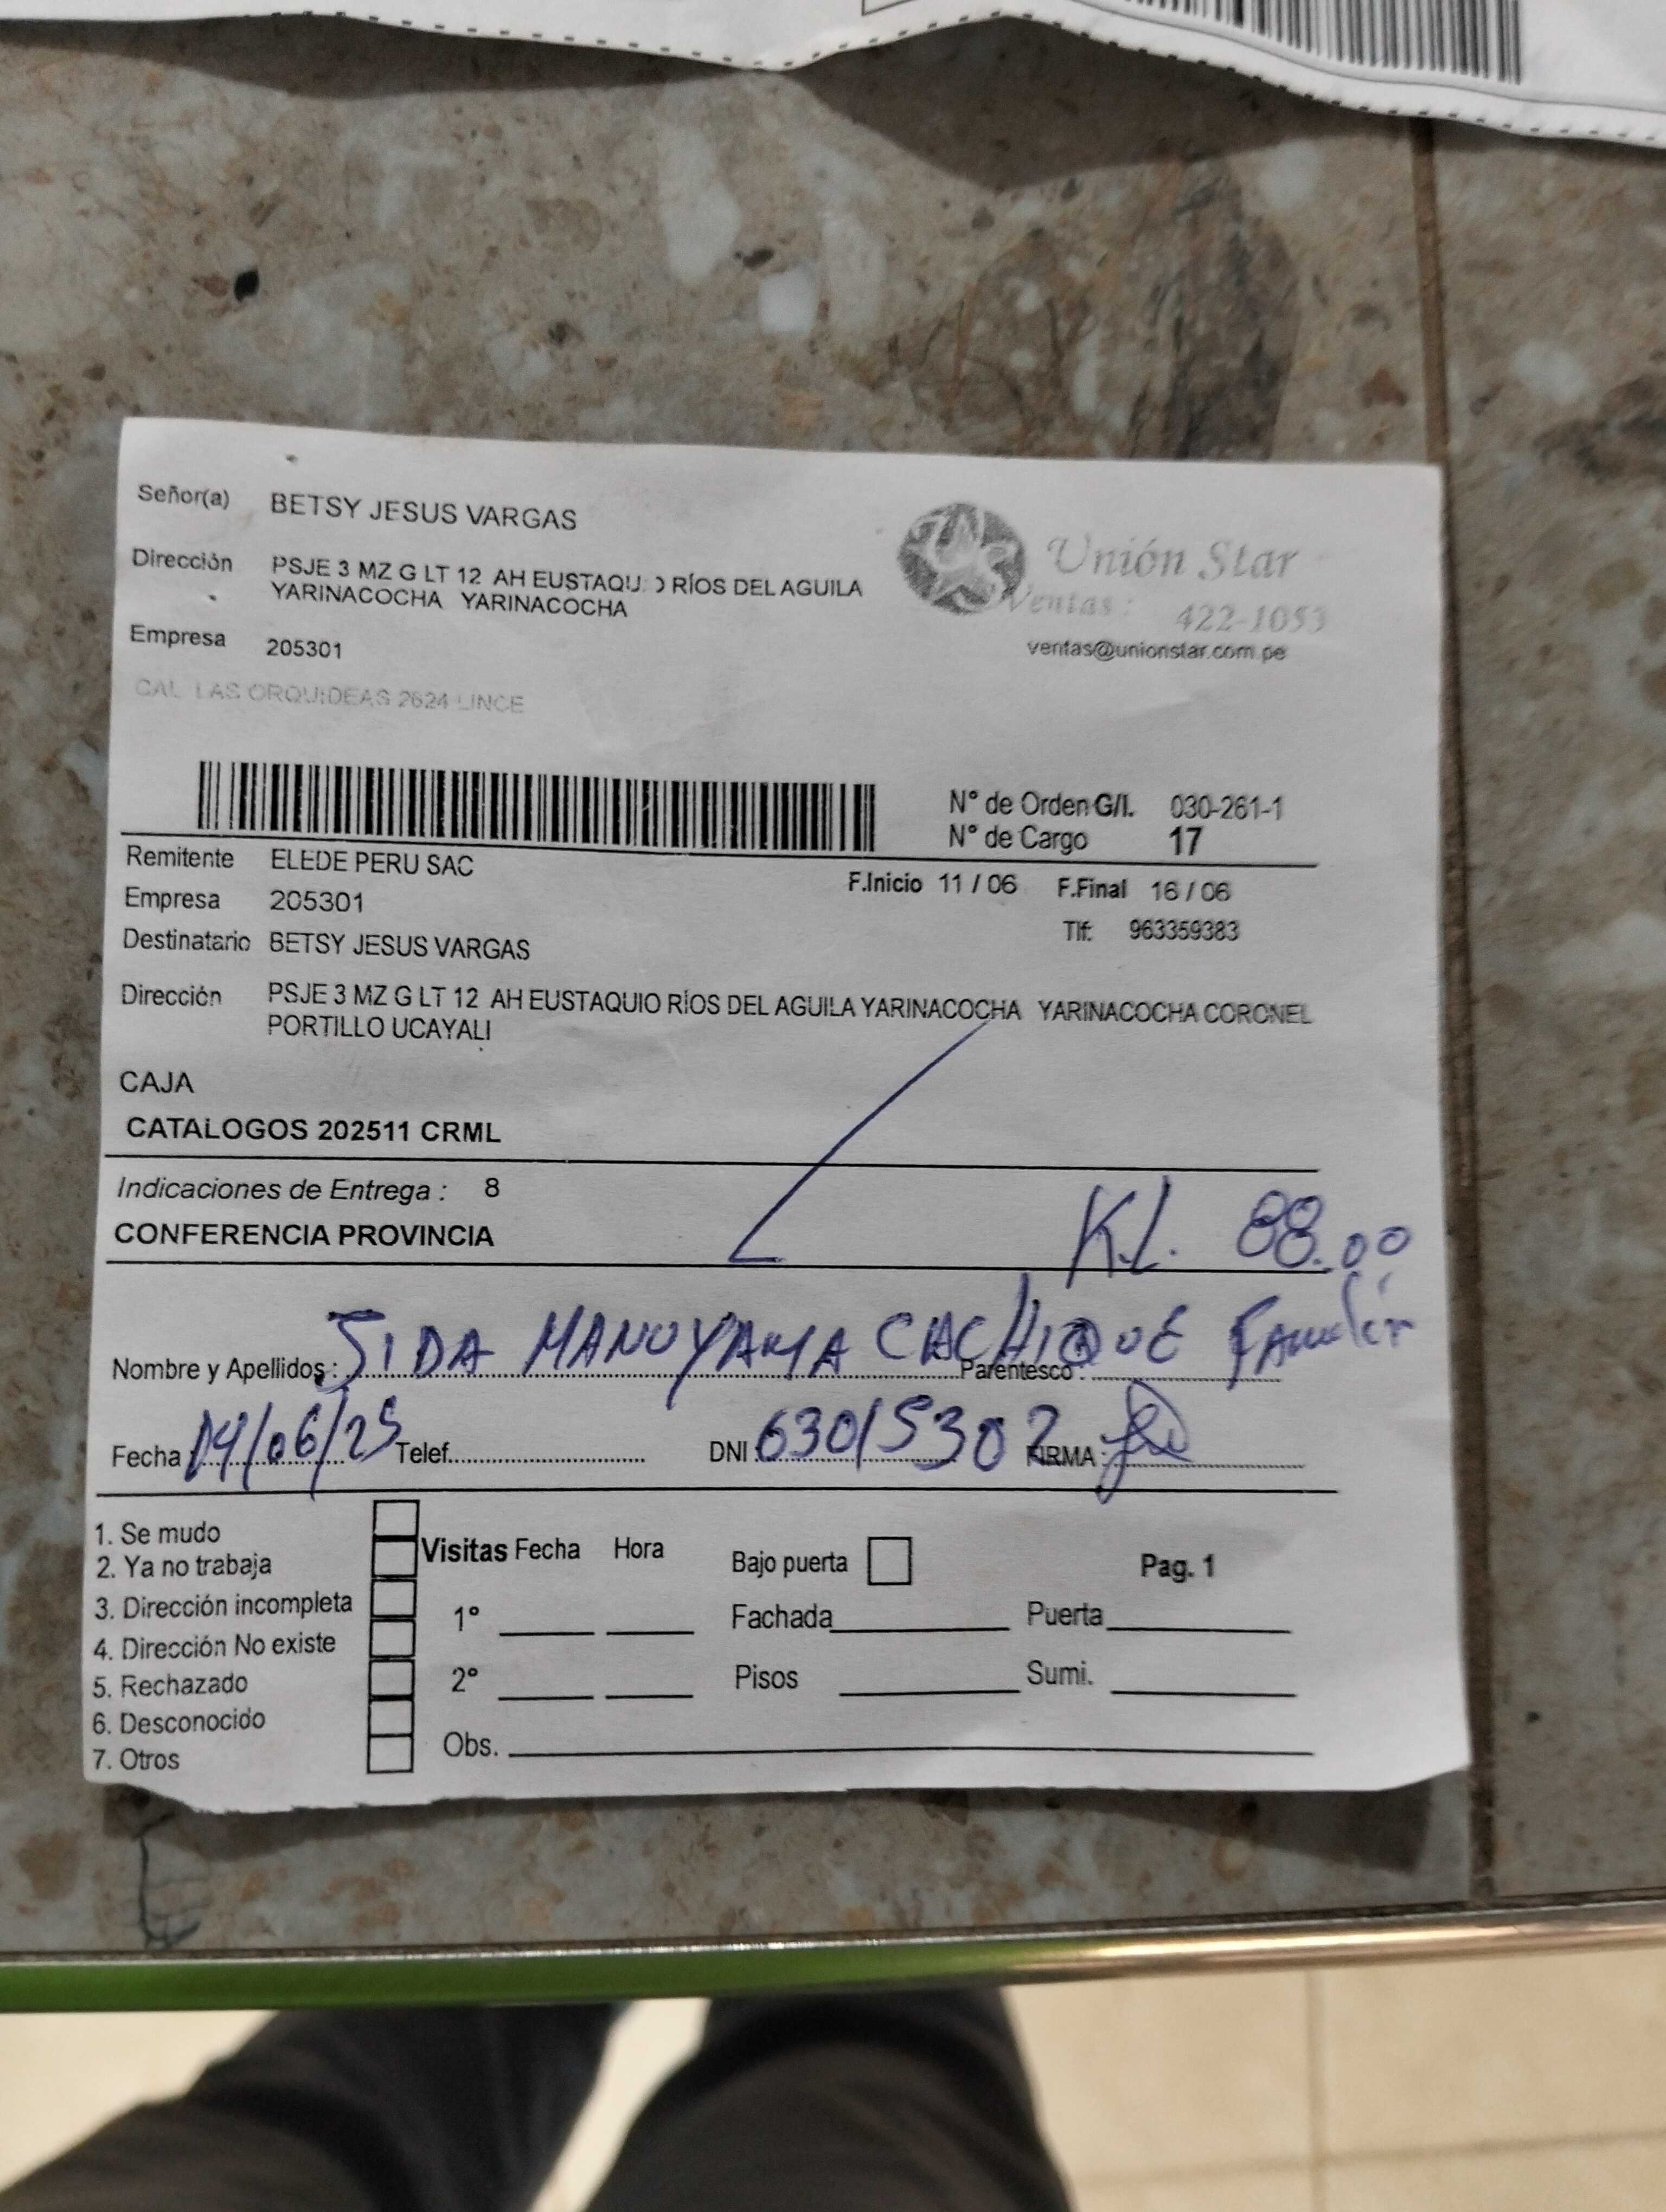 Señor(a) BETSY JESUS VARGAS
Dirección PSJE 3 MZ G LT 12 AH EUSTAQU RÍOS DEL AGUILA
YARINACOCHA YARINACOCHA
Empresa 205301
CAL LAS ORQUIDEAS 2624 LINCE
Unión Star
Ventas: 422-1053
ventas@unionstar.com.pe
N° de Orden G/I. 030-261-1
N° de Cargo 17
Remitente ELEDE PERU SAC
F.Inicio 11 / 06 F.Final 16 / 06
Empresa 205301
Tlf: 963359383
Destinatario BETSY JESUS VARGAS
Dirección PSJE 3 MZ G LT 12 AH EUSTAQUIO RÍOS DEL AGUILA YARINACOCHA YARINACOCHA CORONEL
PORTILLO UCAYALI
CAJA
CATALOGOS 202511 CRML
Indicaciones de Entrega : 8
CONFERENCIA PROVINCIA
KL. 88.00
Nombre y Apellidos : SIDA MANUYAMA CACHIQUE Parentesco : Familiar
Fecha 14/06/25 Telef. DNI 63015302 FIRMA :
1. Se mudo
2. Ya no trabaja
3. Dirección incompleta
4. Dirección No existe
5. Rechazado
6. Desconocido
7. Otros
Visitas Fecha Hora
1°
2°
Obs.
Bajo puerta
Pag. 1
Fachada Puerta
Pisos Sumi.